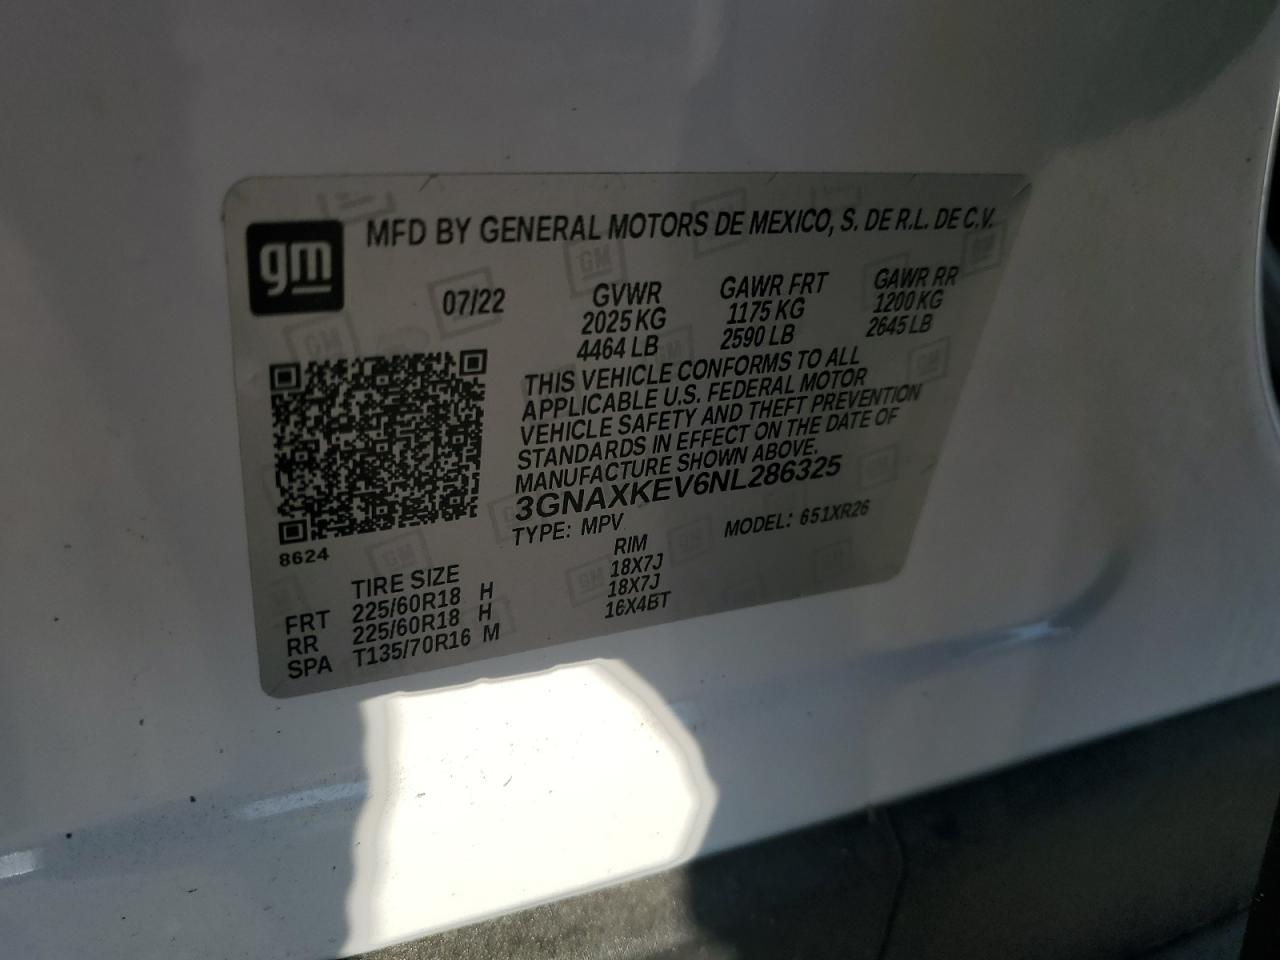 gm
MFD BY GENERAL MOTORS DE MEXICO, S. DE R.L. DE C.V.
07/22
GVWR
2025 KG
4464 LB
GAWR FRT
1175 KG
2590 LB
GAWR RR
1200 KG
2645 LB
THIS VEHICLE CONFORMS TO ALL
APPLICABLE U.S. FEDERAL MOTOR
VEHICLE SAFETY AND THEFT PREVENTION
STANDARDS IN EFFECT ON THE DATE OF
MANUFACTURE SHOWN ABOVE.
3GNAXKEV6NL286325
TYPE: MPV MODEL: 651XR26
8624
TIRE SIZE RIM
FRT 225/60R18 H 18X7J
RR 225/60R18 H 18X7J
SPA T135/70R16 M 16X4BT